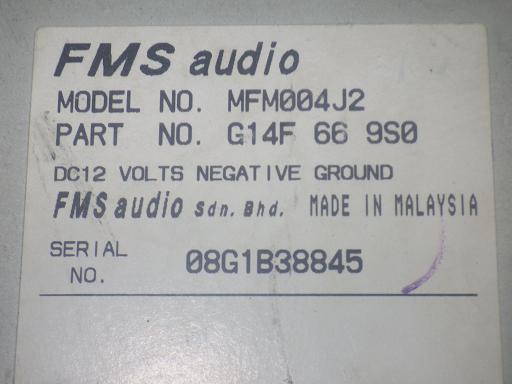 FMS audio
MODEL NO. MFM004J2
PART NO. G14F 66 9S0
DC12 VOLTS NEGATIVE GROUND
FMS audio Sdn. Bhd. MADE IN MALAYSIA
SERIAL NO. 08G1B38845